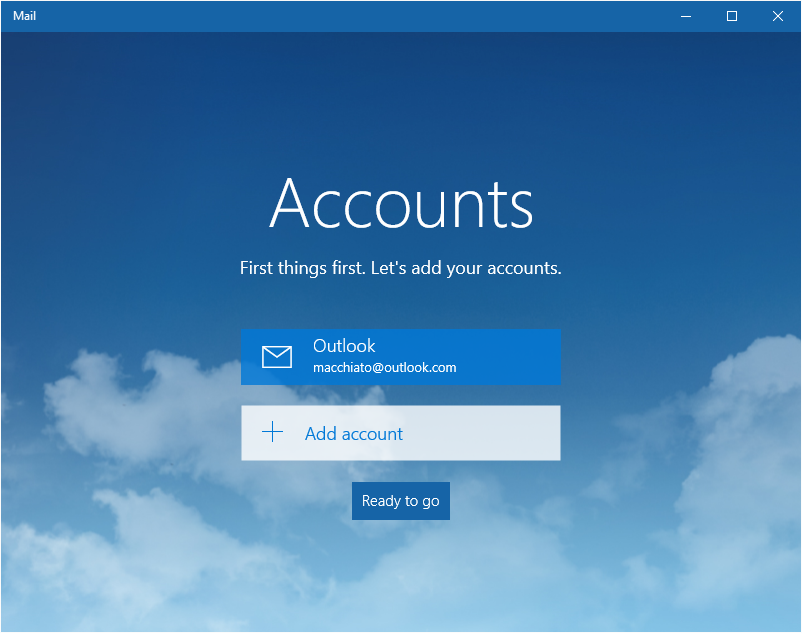 Mail
Accounts
First things first. Let's add your accounts.
Outlook
macchiato@outlook.com
Add account
Ready to go